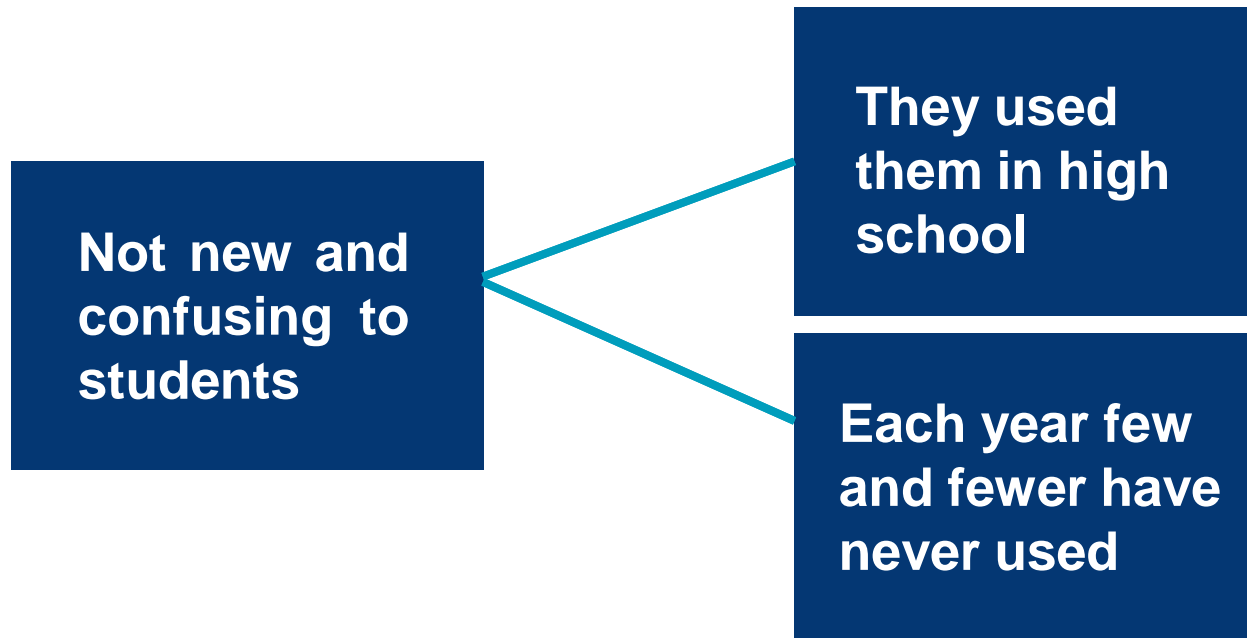 Not new and
confusing to
students
They used
them in high
school
Each year few
and fewer have
never used